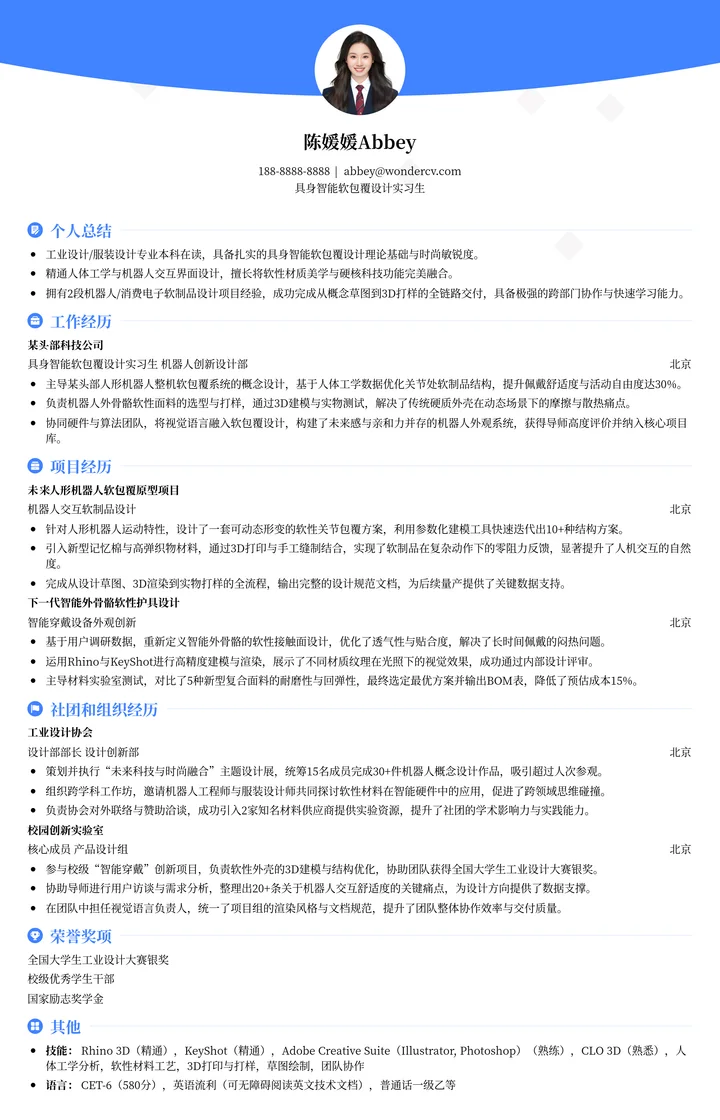 陈媛媛Abbey
188-8888-8888 | abbey@wondercv.com
具身智能软包覆设计实习生
个人总结
● 工业设计/服装设计专业本科在读，具备扎实的具身智能软包覆设计理论基础与时尚敏锐度。
● 精通人体工学与机器人交互界面设计，擅长将软性材质美学与硬核科技功能完美融合。
● 拥有2段机器人/消费电子软制品设计项目经验，成功完成从概念草图到3D打样的全链路交付，具备极强的跨部门协作与快速学习能力。
工作经历
某头部科技公司
具身智能软包覆设计实习生 机器人创新设计部 北京
● 主导某头部人形机器人整机软包覆系统的概念设计，基于人体工学数据优化关节处软制品结构，提升佩戴舒适度与活动自由度达30%。
● 负责机器人外骨骼软性面料的选型与打样，通过3D建模与实物测试，解决了传统硬质外壳在动态场景下的摩擦与散热痛点。
● 协同硬件与算法团队，将视觉语言融入软包覆设计，构建了未来感与亲和力并存的机器人外观系统，获得导师高度评价并纳入核心项目
库。
项目经历
未来人形机器人软包覆原型项目
机器人交互软制品设计 北京
● 针对人形机器人运动特性，设计了一套可动态形变的软性关节包覆方案，利用参数化建模工具快速迭代出10+种结构方案。
● 引入新型记忆棉与高弹织物材料，通过3D打印与手工缝制结合，实现了软制品在复杂动作下的零阻力反馈，显著提升了人机交互的自然
度。
● 完成从设计草图、3D渲染到实物打样的全流程，输出完整的设计规范文档，为后续量产提供了关键数据支持。
下一代智能外骨骼软性护具设计
智能穿戴设备外观创新 北京
● 基于用户调研数据，重新定义智能外骨骼的软性接触面设计，优化了透气性与贴合度，解决了长时间佩戴的闷热问题。
● 运用Rhino与KeyShot进行高精度建模与渲染，展示了不同材质纹理在光照下的视觉效果，成功通过内部设计评审。
● 主导材料实验室测试，对比了5种新型复合面料的耐磨性与回弹性，最终选定最优方案并输出BOM表，降低了预估成本15%。
社团和组织经历
工业设计协会
设计部部长 设计创新部 北京
● 策划并执行“未来科技与时尚融合”主题设计展，统筹15名成员完成30+件机器人概念设计作品，吸引超过人次参观。
● 组织跨学科工作坊，邀请机器人工程师与服装设计师共同探讨软性材料在智能硬件中的应用，促进了跨领域思维碰撞。
● 负责协会对外联络与赞助洽谈，成功引入2家知名材料供应商提供实验资源，提升了社团的学术影响力与实践能力。
校园创新实验室
核心成员 产品设计组 北京
● 参与校级“智能穿戴”创新项目，负责软性外壳的3D建模与结构优化，协助团队获得全国大学生工业设计大赛银奖。
● 协助导师进行用户访谈与需求分析，整理出20+条关于机器人交互舒适度的关键痛点，为设计方向提供了数据支撑。
● 在团队中担任视觉语言负责人，统一了项目组的渲染风格与文档规范，提升了团队整体协作效率与交付质量。
荣誉奖项
全国大学生工业设计大赛银奖
校级优秀学生干部
国家励志奖学金
其他
● 技能： Rhino 3D（精通），KeyShot（精通），Adobe Creative Suite（Illustrator, Photoshop）（熟练），CLO 3D（熟悉），人
体工学分析，软性材料工艺，3D打印与打样，草图绘制，团队协作
● 语言： CET-6（580分），英语流利（可无障碍阅读英文技术文档），普通话一级乙等